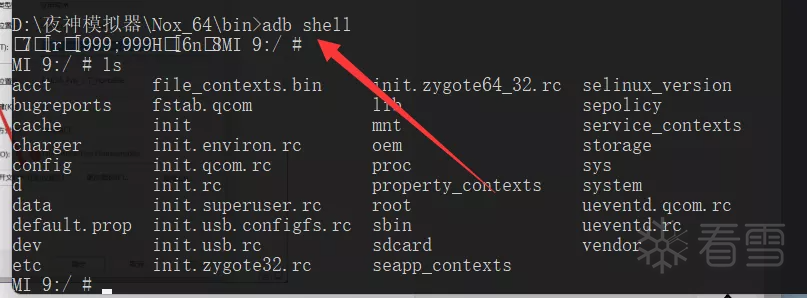 D:\夜神模拟器\Nox_64\bin>adb shell
7[r[999;999H[6n8MI 9:/ #
MI 9:/ # ls
acct file_contexts.bin init.zygote64_32.rc selinux_version
bugreports fstab.qcom lib sepolicy
cache init mnt service_contexts
charger init.environ.rc oem storage
config init.qcom.rc proc sys
d init.rc property_contexts system
data init.superuser.rc root ueventd.qcom.rc
default.prop init.usb.configfs.rc sbin ueventd.rc
dev init.usb.rc sdcard vendor
etc init.zygote32.rc seapp_contexts
MI 9:/ #
看雪